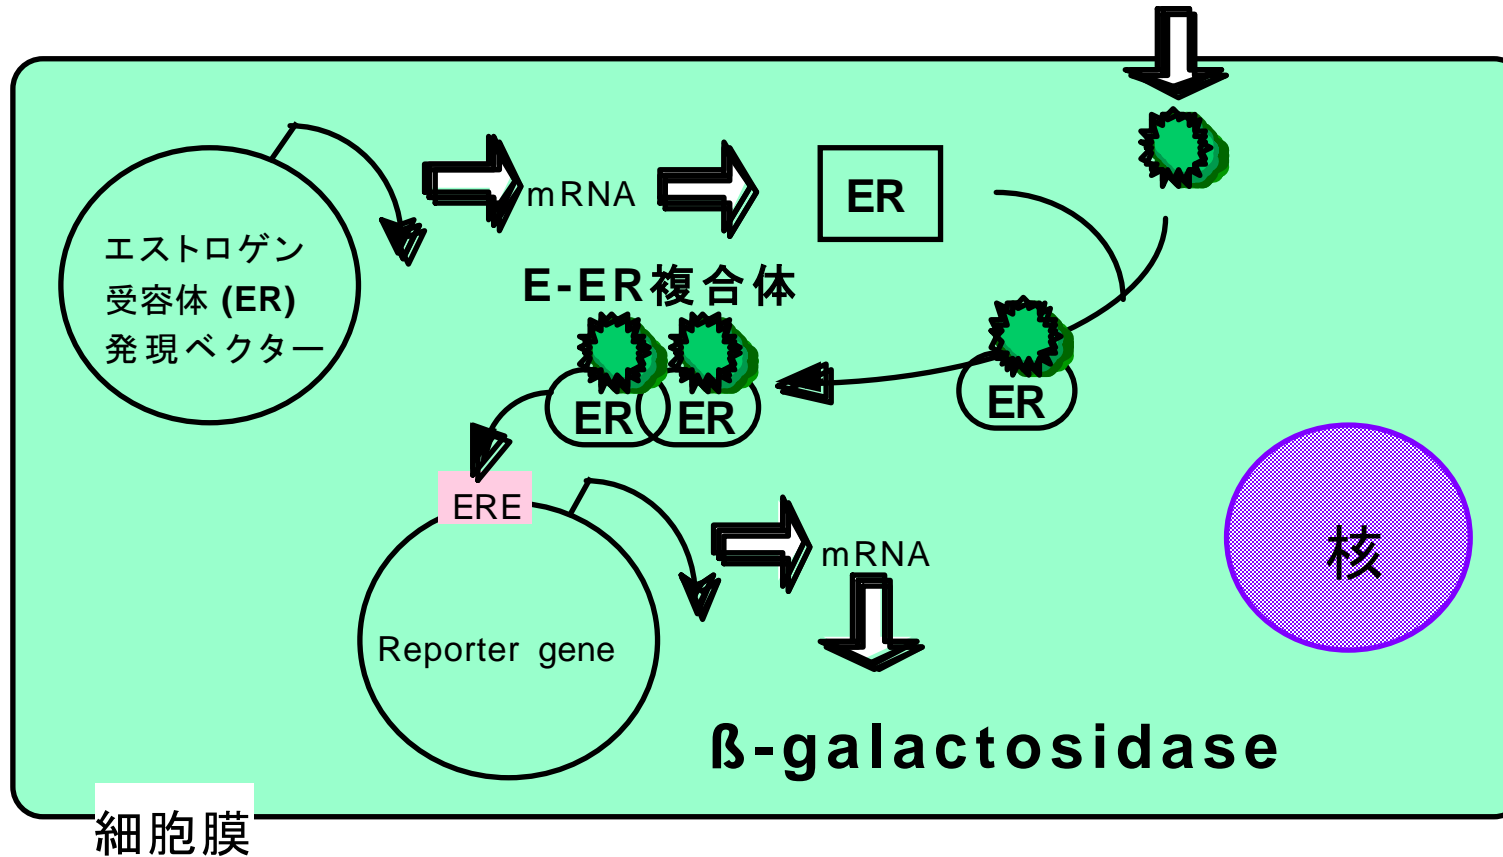 mRNA
ER
エストロゲン
受容体 (ER)
発現ベクター
E-ER複合体
ER
ER
ER
ERE
mRNA
核
Reporter gene
ß-galactosidase
細胞膜